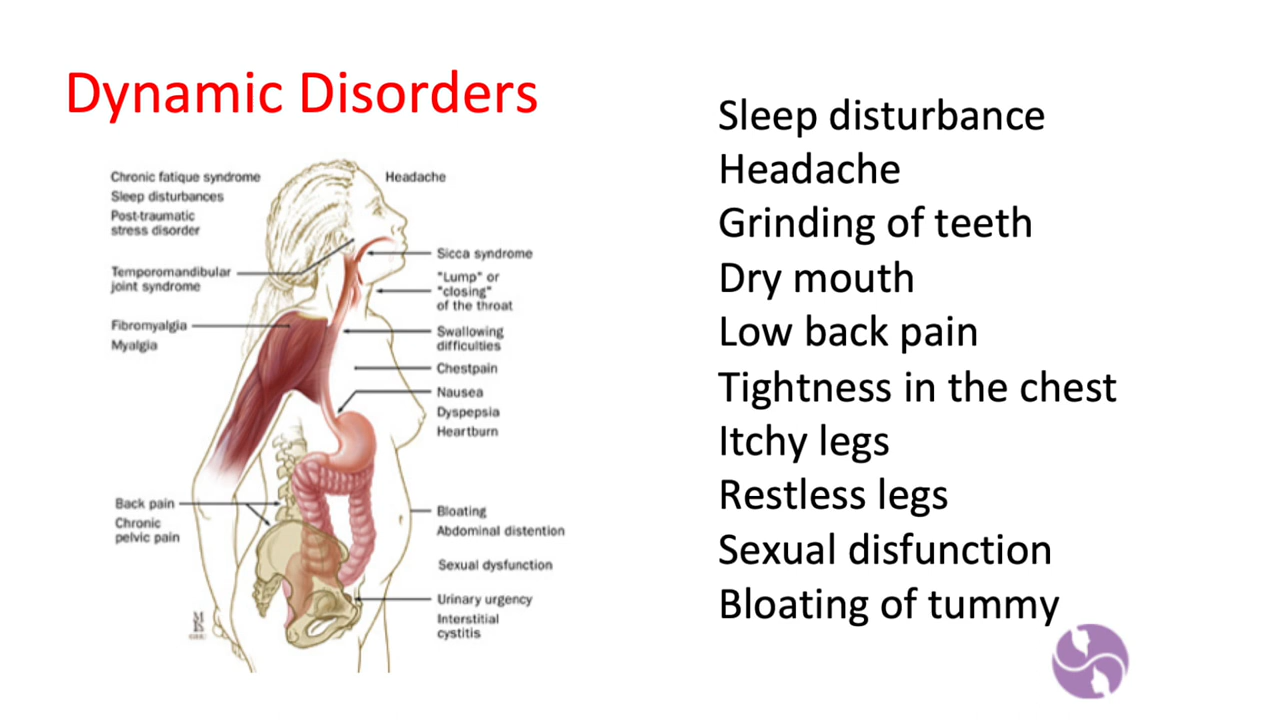 Dynamic Disorders
Chronic fatique syndrome
Sleep disturbances
Post-traumatic
stress disorder
Temporomandibular
joint syndrome
Fibromyalgia
Myalgia
Back pain
Chronic
pelvic pain
Headache
Sicca syndrome
"Lump" or
"closing"
of the throat
Swallowing
difficulties
Chestpain
Nausea
Dyspepsia
Heartburn
Bloating
Abdominal distention
Sexual dysfunction
Urinary urgency
Interstitial
cystitis
Sleep disturbance
Headache
Grinding of teeth
Dry mouth
Low back pain
Tightness in the chest
Itchy legs
Restless legs
Sexual disfunction
Bloating of tummy